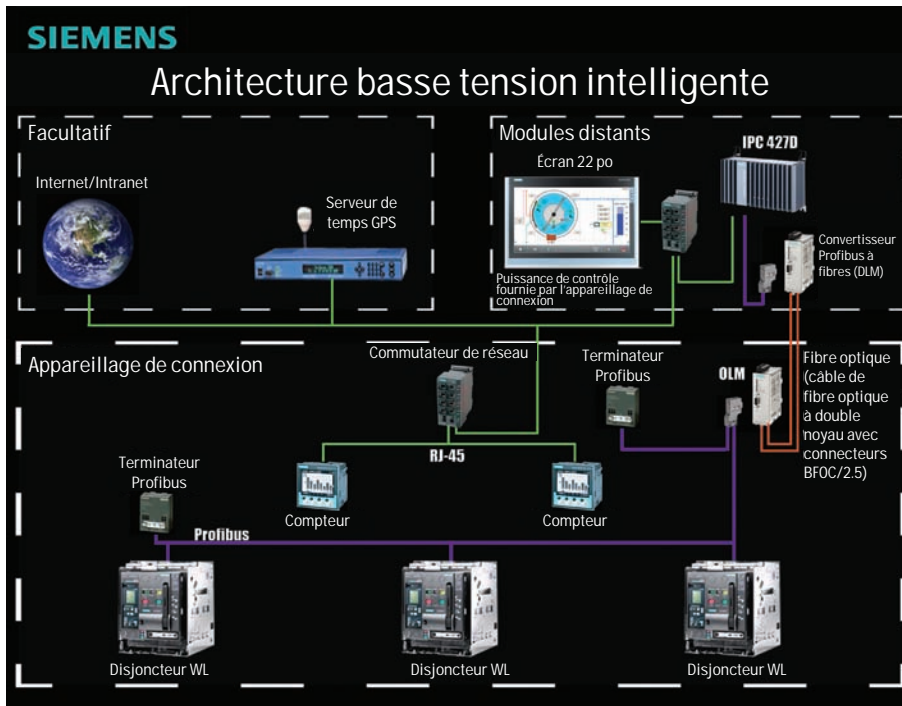 SIEMENS
Architecture basse tension intelligente
Facultatif
Internet/Intranet
Serveur de
temps GPS
Modules distants
Écran 22 po
IPC 427D
Puissance de contrôle
fournie par l'appareillage de
connexion
Convertisseur
Profibus à
fibres (DLM)
Appareillage de connexion
Commutateur de réseau
Terminateur
Profibus
OLM
Fibre optique
(câble de
fibre optique
à double
noyau avec
connecteurs
BFOC/2.5)
RJ-45
Terminateur
Profibus
Compteur
Compteur
Profibus
Disjoncteur WL
Disjoncteur WL
Disjoncteur WL